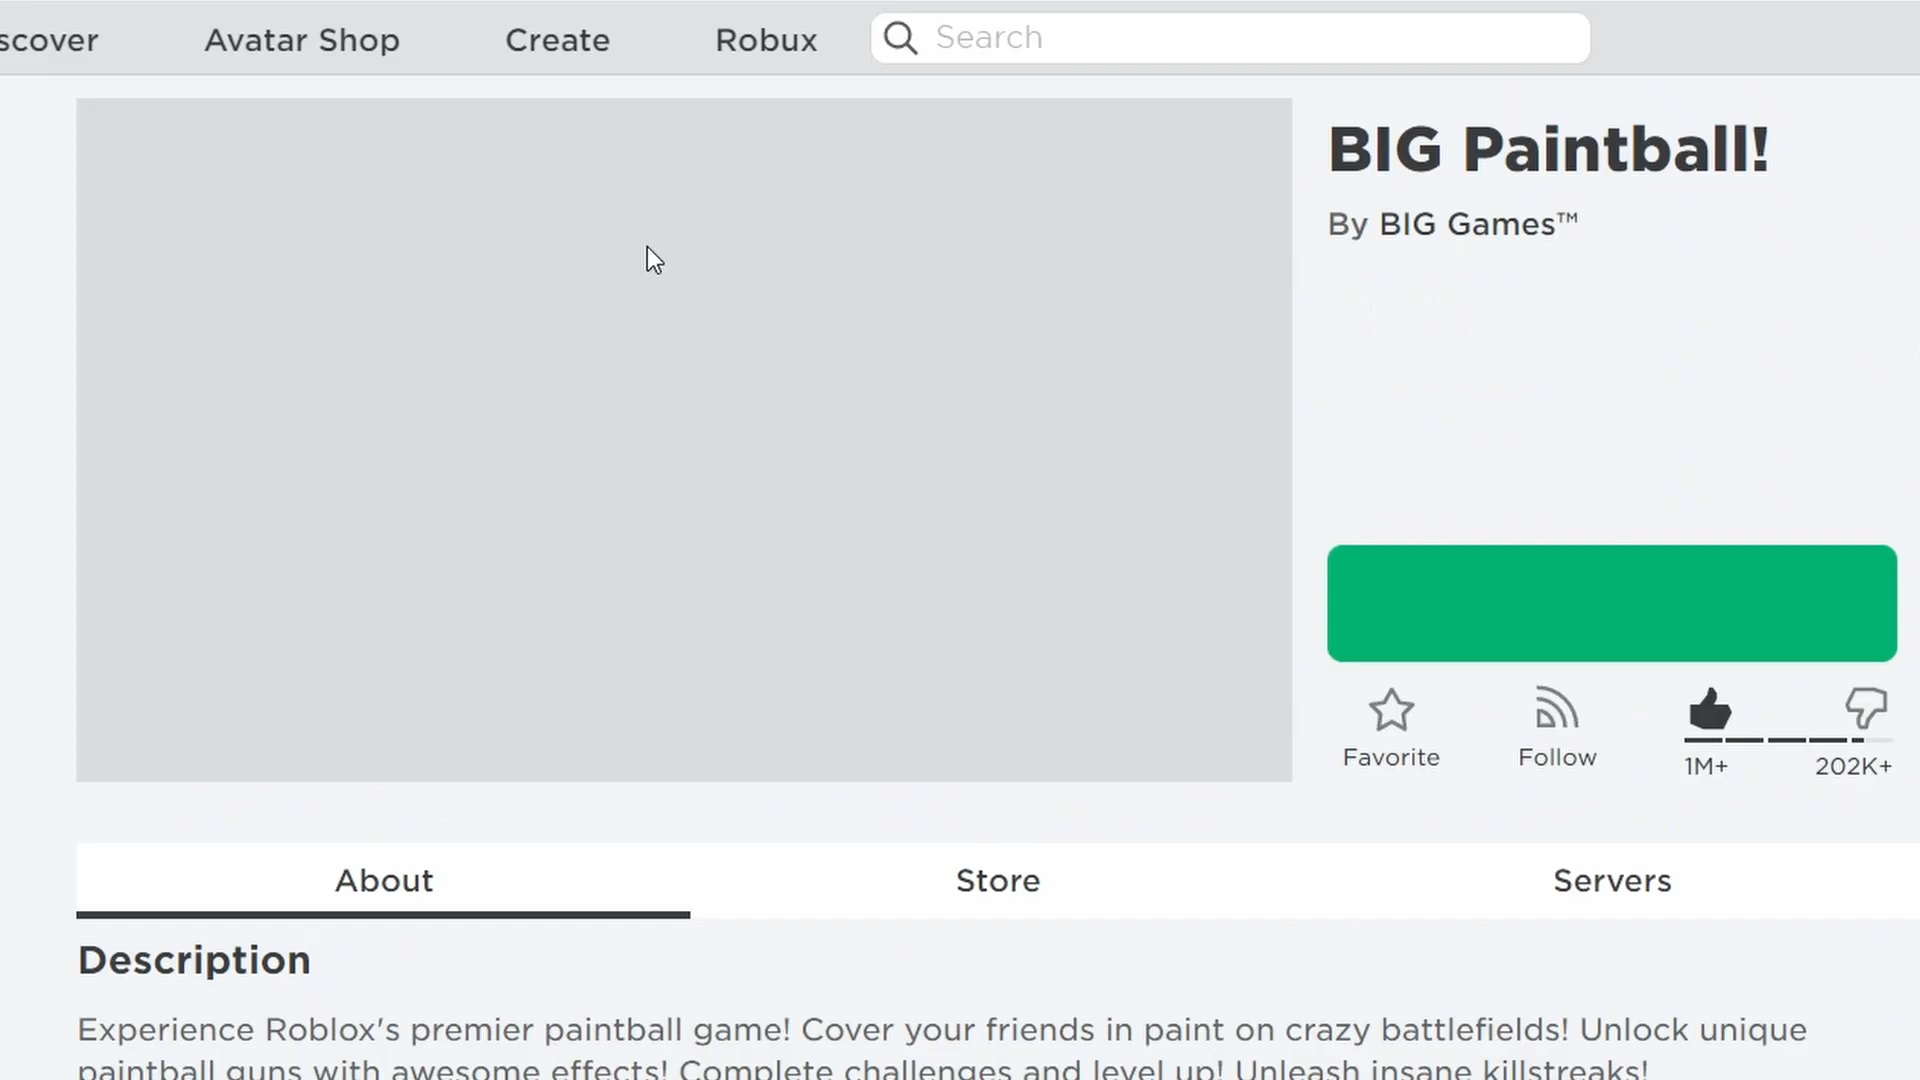 scover Avatar Shop Create Robux Search
BIG Paintball!
By BIG Games™
Favorite Follow 1M+ 202K+
About Store Servers
Description
Experience Roblox's premier paintball game! Cover your friends in paint on crazy battlefields! Unlock unique
paintball guns with awesome effects! Complete challenges and level up! Unleash insane killstreaks!